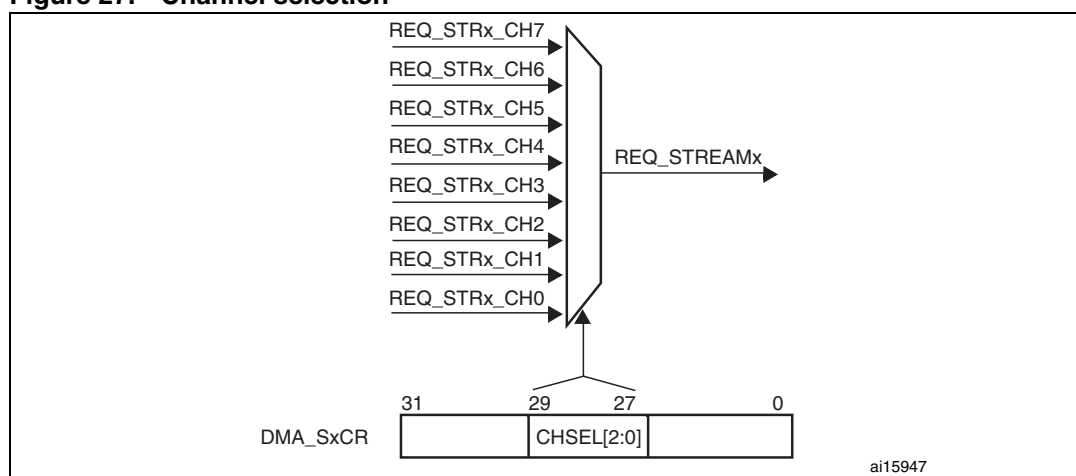 Figure 27. Channel selection
REQ_STRx_CH7
REQ_STRx_CH6
REQ_STRx_CH5
REQ_STRx_CH4
REQ_STREAMx
REQ_STRx_CH3
REQ_STRx_CH2
REQ_STRx_CH1
REQ_STRx_CH0
31 29 27 0
DMA_SxCR CHSEL[2:0]
ai15947